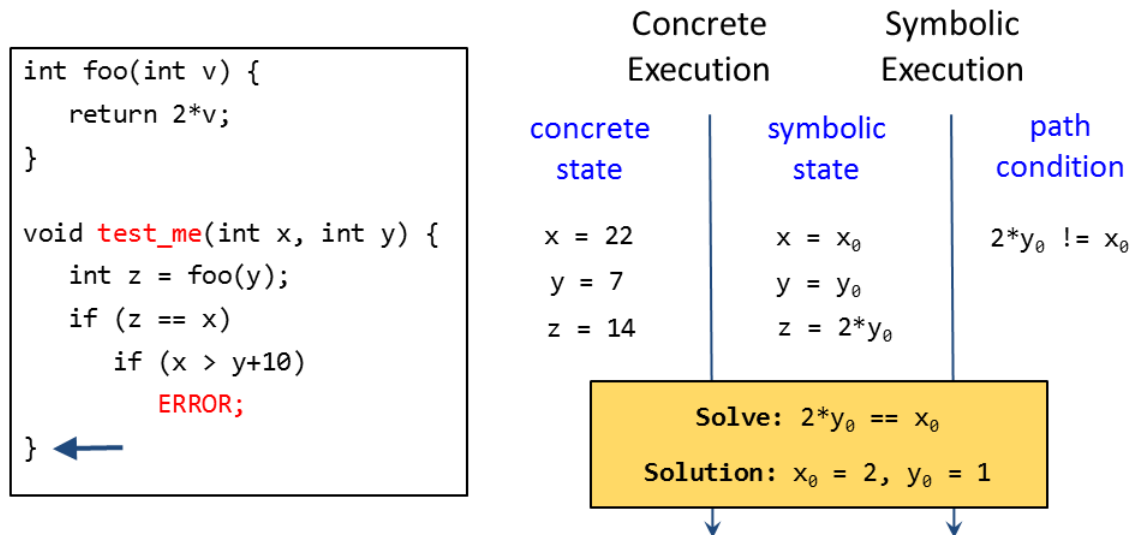 int foo(int v) {
return 2*v;
}
void test_me(int x, int y) {
int z = foo(y);
if (z == x)
if (x > y+10)
ERROR;
}
Concrete
Execution
Symbolic
Execution
concrete
state
symbolic
state
path
condition
x = 22
y = 7
z = 14
x = x₀
y = y₀
z = 2*y₀
2*y₀ != x₀
Solve: 2*y₀ == x₀
Solution: x₀ = 2, y₀ = 1